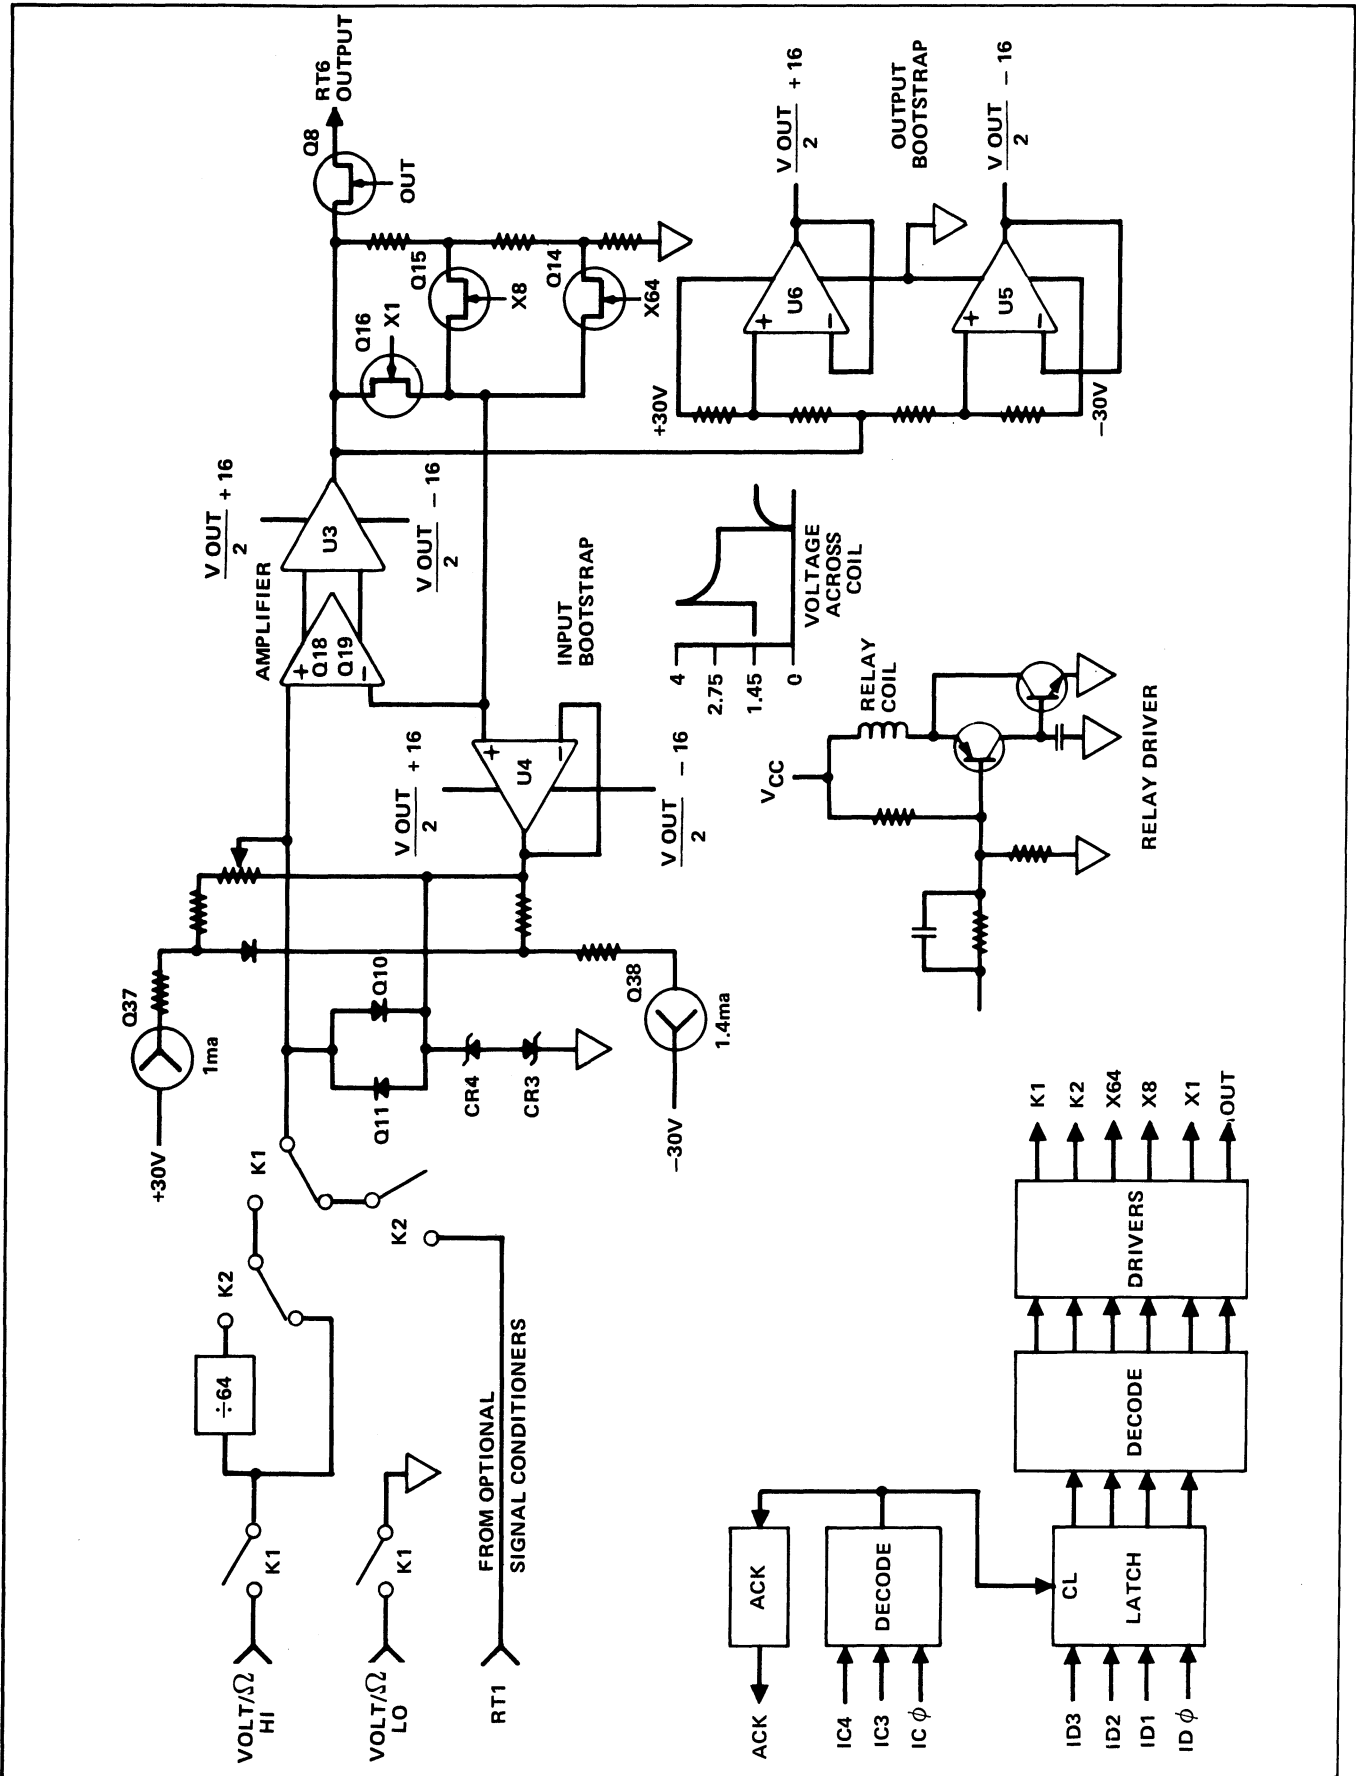 VOLT/Ω
HI
K1
÷64
K2
K1
VOLT/Ω
LO
K1
RT1
FROM OPTIONAL
SIGNAL CONDITIONERS
K2
+30V
Q37
1ma
Q11
Q10
CR4
CR3
–30V
Q38
1.4ma
AMPLIFIER
+
Q18
Q19
–
U3
V OUT
2
+ 16
V OUT
2
– 16
INPUT
BOOTSTRAP
+
–
U4
V OUT
2
+ 16
V OUT
2
– 16
Q16
X1
Q15
X8
Q14
X64
Q8
OUT
RT6
OUTPUT
+30V
–30V
+
–
U6
+
–
U5
V OUT
2
+ 16
OUTPUT
BOOTSTRAP
V OUT
2
– 16
4
2.75
1.45
0
VOLTAGE
ACROSS
COIL
VCC
RELAY
COIL
RELAY DRIVER
ACK
ACK
IC4
IC3
IC ϕ
DECODE
ID3
ID2
ID1
ID ϕ
CL
LATCH
DECODE
DRIVERS
K1
K2
X64
X8
X1
OUT